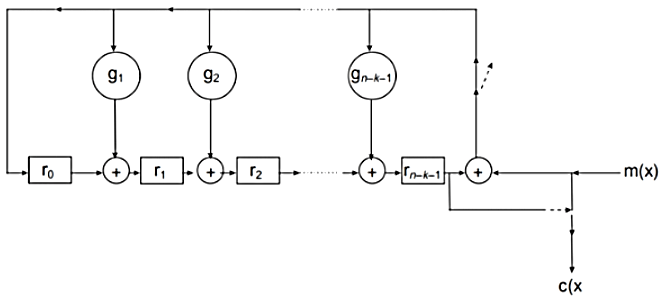 g1 g2 gn–k–1
r0 + r1 + r2 + rn–k–1 + m(x)
c(x